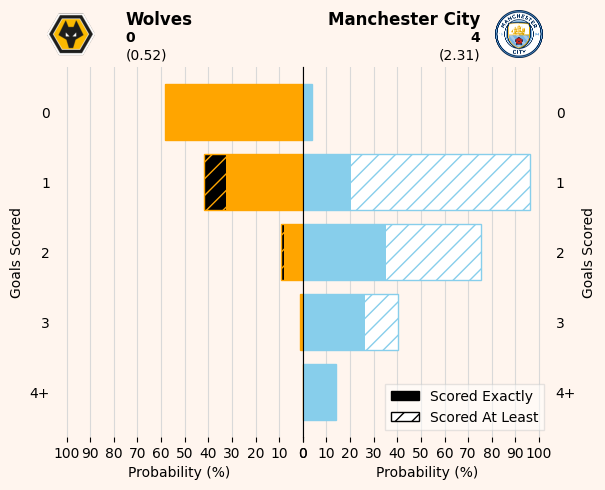 Wolves
0
(0.52)
Manchester City
4
(2.31)
MANCHESTER
CITY
Goals Scored
0
1
2
3
4+
0
1
2
3
4+
Goals Scored
Scored Exactly
Scored At Least
100 90 80 70 60 50 40 30 20 10 0
0 10 20 30 40 50 60 70 80 90 100
Probability (%)
Probability (%)